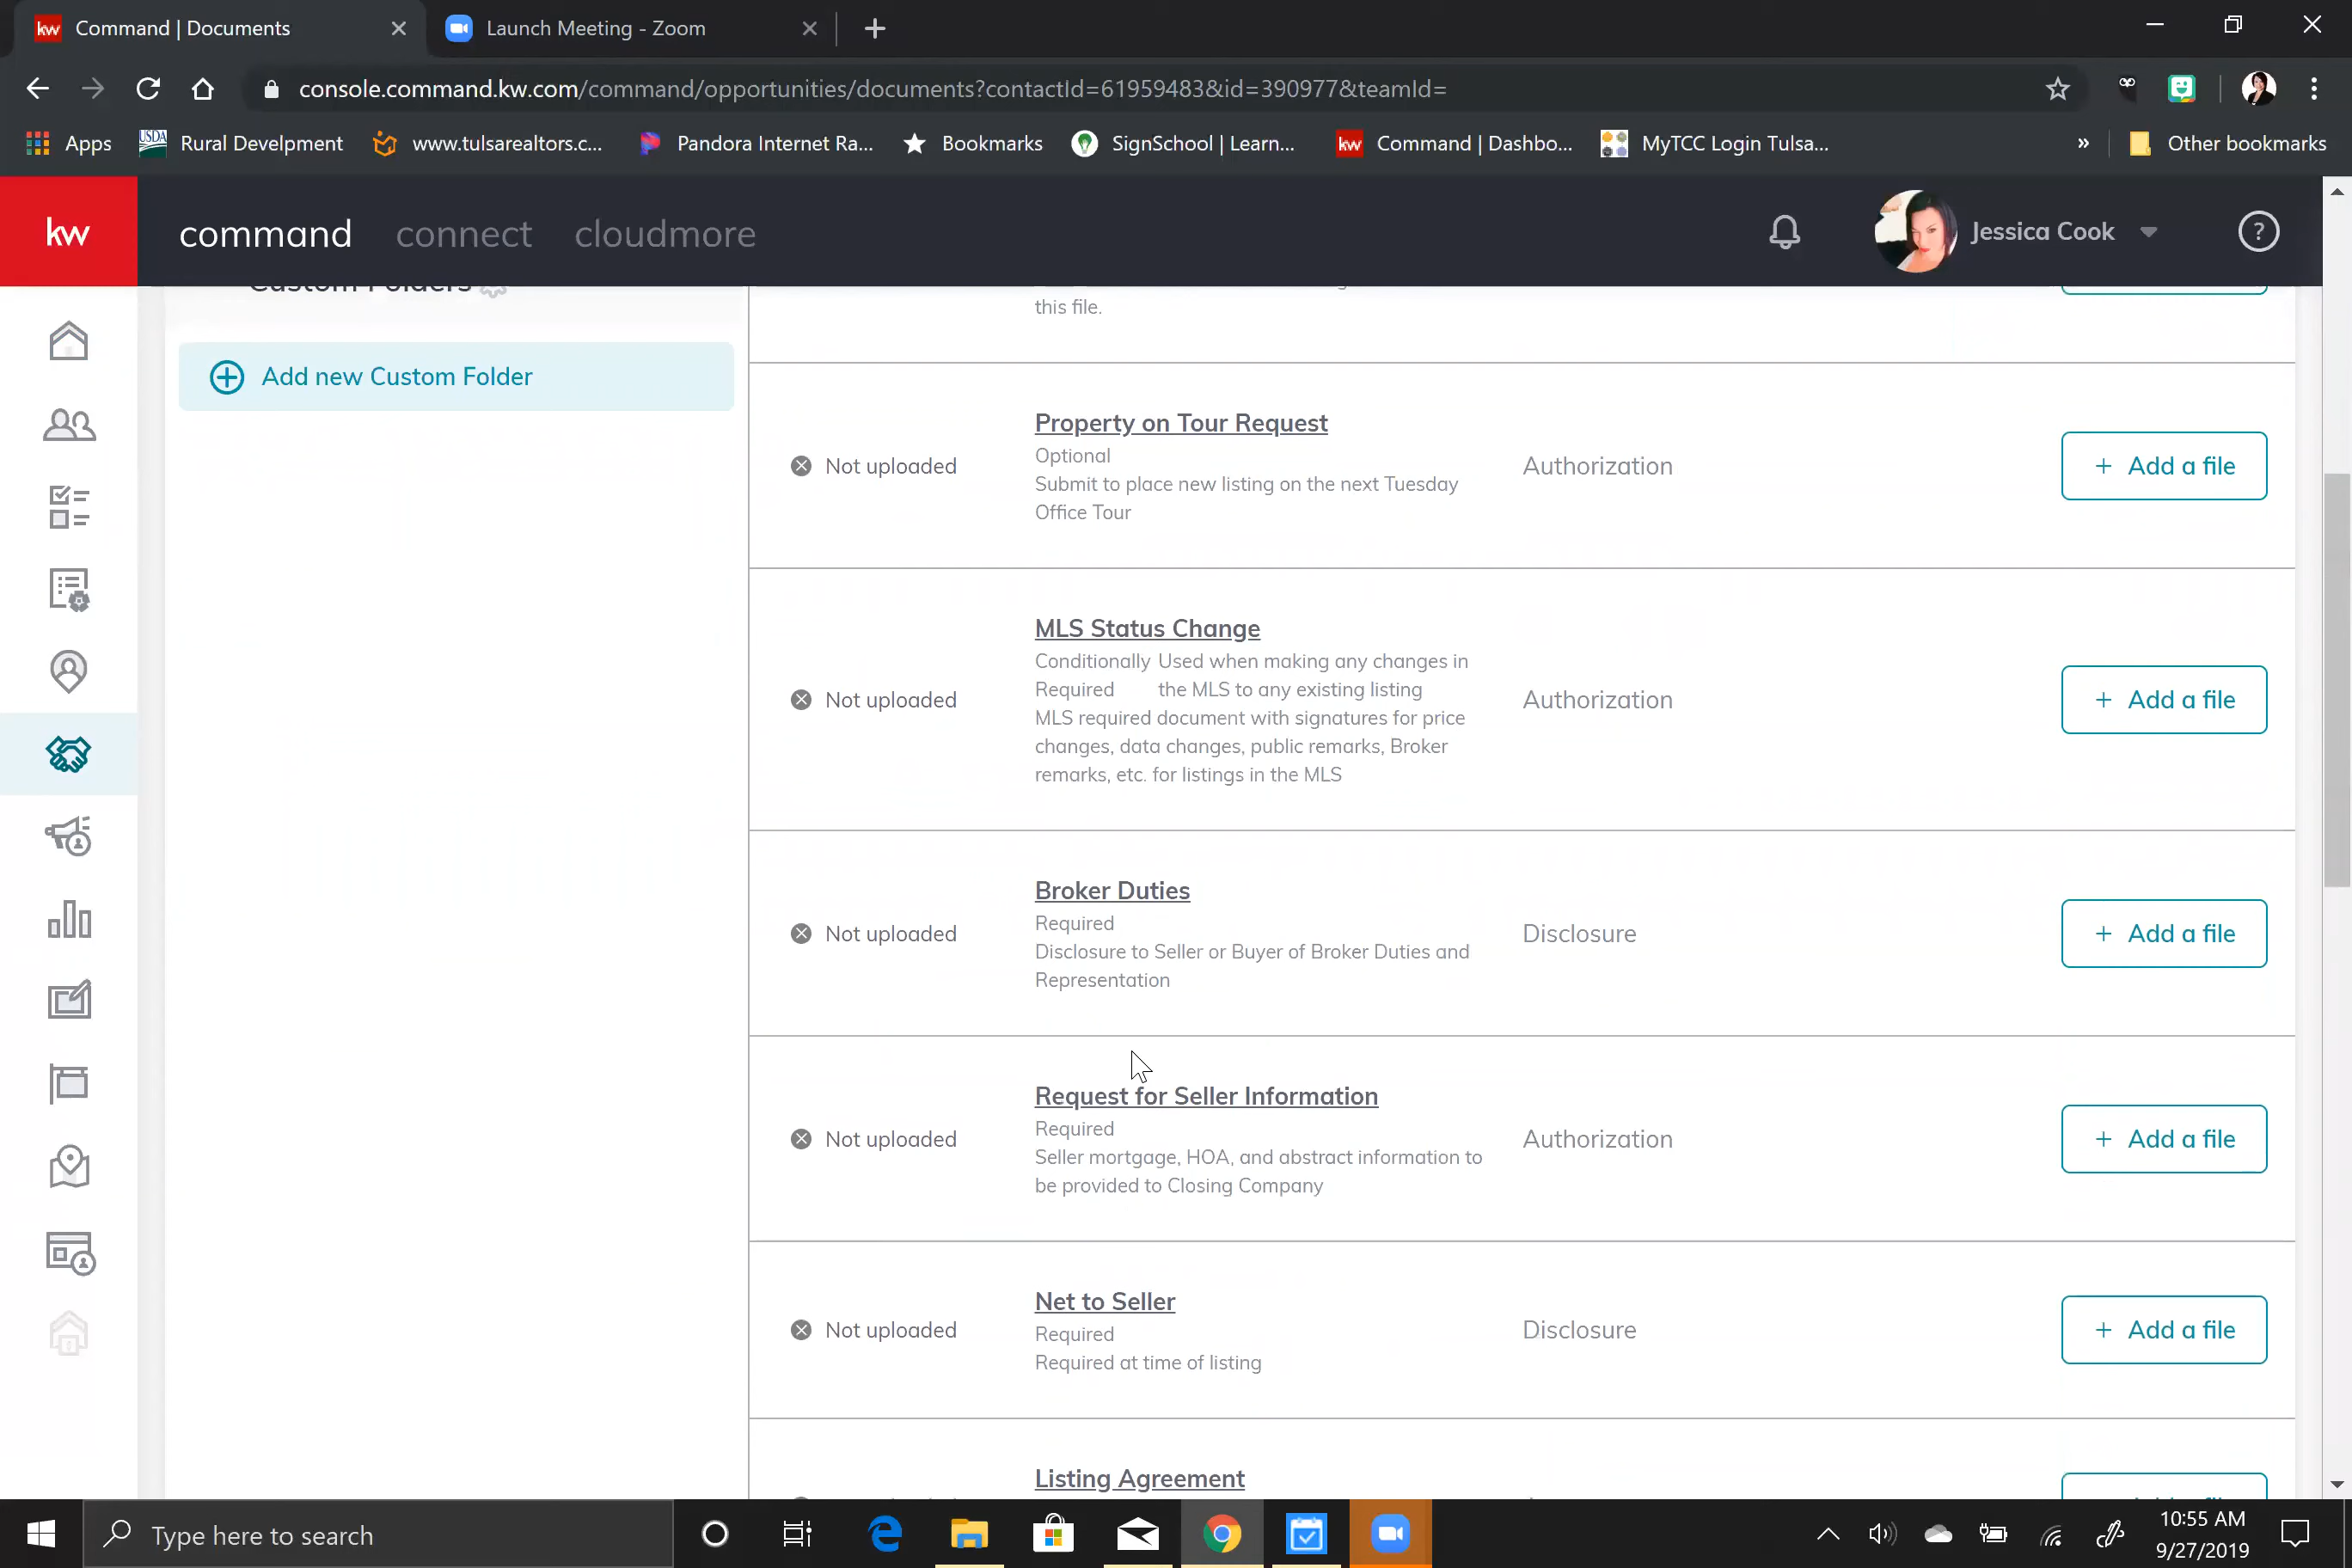 kw Command | Documents
Launch Meeting - Zoom
console.command.kw.com/command/opportunities/documents?contactId=61959483&id=390977&teamId=
Apps
USDA Rural Develpment
www.tulsarealtors.c...
Pandora Internet Ra...
Bookmarks
SignSchool | Learn...
kw Command | Dashbo...
MyTCC Login Tulsa...
»
Other bookmarks
kw
command connect cloudmore
Jessica Cook
?
Custom Folders
Add new Custom Folder
this file.
Property on Tour Request
Optional
Submit to place new listing on the next Tuesday
Office Tour
Not uploaded
Authorization
+ Add a file
MLS Status Change
Conditionally Used when making any changes in
Required the MLS to any existing listing
MLS required document with signatures for price
changes, data changes, public remarks, Broker
remarks, etc. for listings in the MLS
Not uploaded
Authorization
+ Add a file
Broker Duties
Required
Disclosure to Seller or Buyer of Broker Duties and
Representation
Not uploaded
Disclosure
+ Add a file
Request for Seller Information
Required
Seller mortgage, HOA, and abstract information to
be provided to Closing Company
Not uploaded
Authorization
+ Add a file
Net to Seller
Required
Required at time of listing
Not uploaded
Disclosure
+ Add a file
Listing Agreement
Type here to search
10:55 AM
9/27/2019